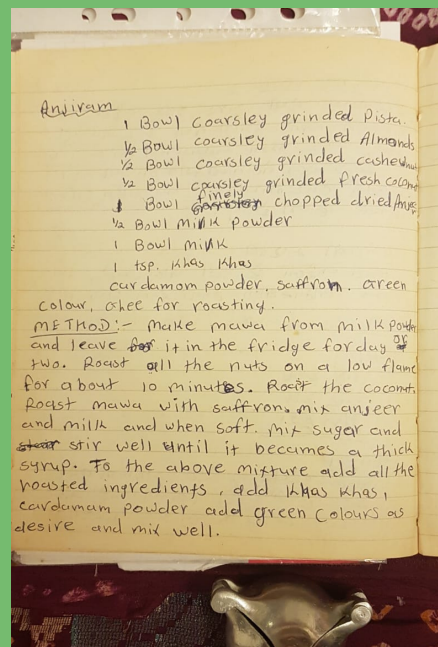 Anjiram
1 Bowl coarsley grinded Pista.
½ Bowl coarsley grinded Almonds
½ Bowl coarsley grinded cashewnut
½ Bowl coarsley grinded fresh coconut
1 Bowl finely chopped dried Anjeer
½ Bowl milk powder
1 Bowl milk
1 tsp. khas khas
cardamom powder, saffron. Green
colour, Ghee for roasting.
METHOD:- Make mawa from milk powder
and leave it in the fridge for day or
two. Roast all the nuts on a low flame
for about 10 minutes. Roast the coconut.
Roast mawa with saffron. mix anjeer
and milk and when soft. mix sugar and
stir well until it becames a thick
syrup. To the above mixture add all the
roasted ingredients, add khas khas,
cardamam powder add green colours as
desire and mix well.